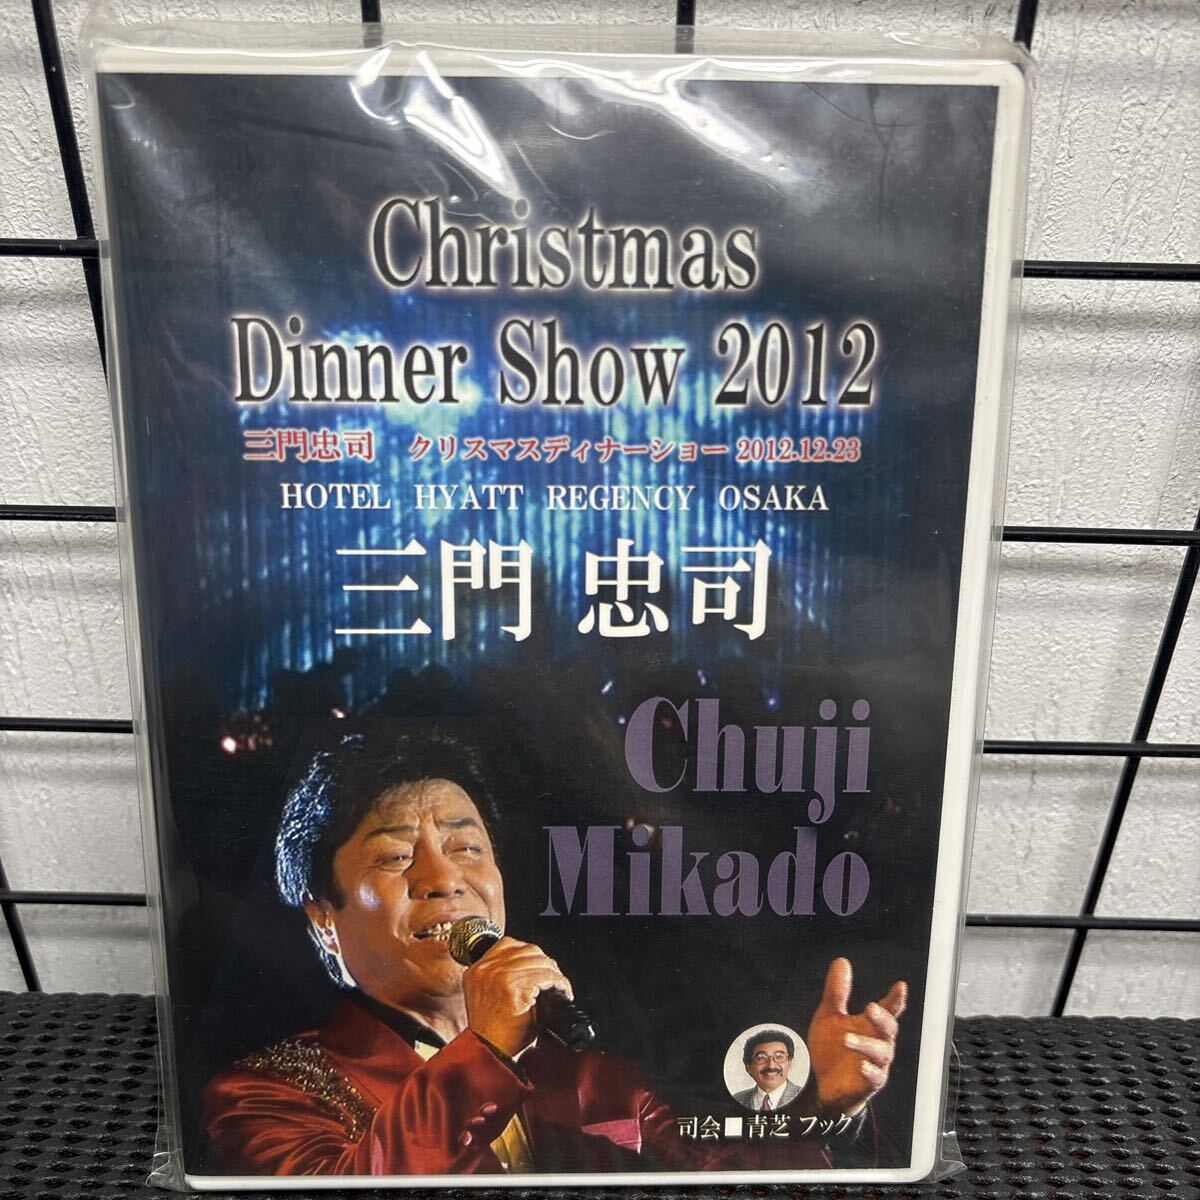 Christmas
Dinner Show 2012
三門忠司　クリスマスディナーショー 2012.12.23
HOTEL HYATT REGENCY OSAKA
三門 忠司
Chuji
Mikado
司会■青芝 フック